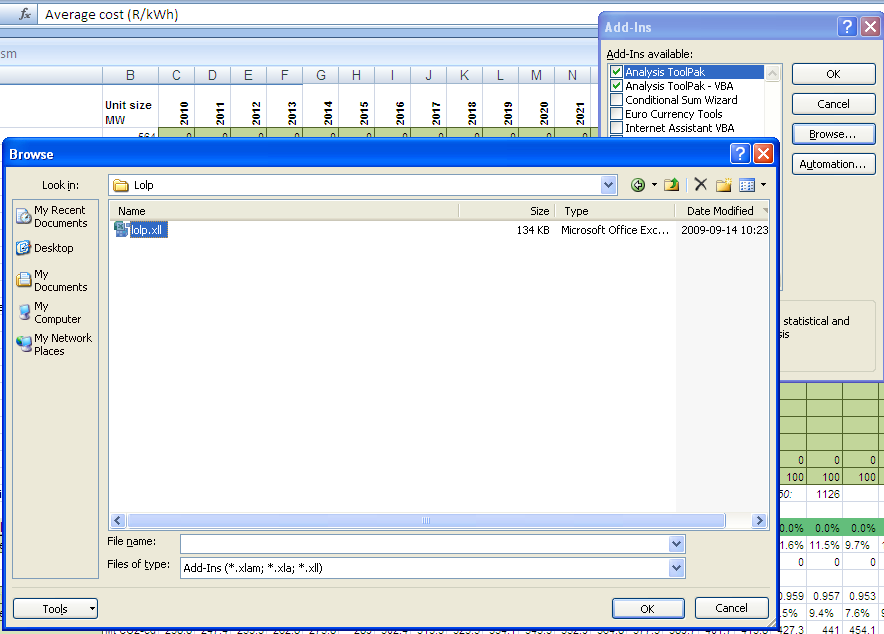 fx Average cost (R/kWh)
sm
B C D E F G H I J K L M N
Unit size MW 2010 2011 2012 2013 2014 2015 2016 2017 2018 2019 2020 2021
Add-Ins
Add-Ins available:
Analysis ToolPak
Analysis ToolPak - VBA
Conditional Sum Wizard
Euro Currency Tools
Internet Assistant VBA
OK
Cancel
Browse...
Automation...
statistical and
sis
Browse
Look in:
Lolp
My Recent
Documents
Desktop
My
Documents
My
Computer
My Network
Places
Name Size Type Date Modified
lolp.xll 134 KB Microsoft Office Exc... 2009-09-14 10:23
File name:
Files of type:
Add-Ins (*.xlam; *.xla; *.xll)
Tools
OK
Cancel
0 0 0
100 100 100
50: 1126
0.0% 0.0% 0.0%
1.6% 11.5% 9.7%
0 0 0
0.959 0.957 0.953
.5% 9.4% 7.6%
427.3 441 454.1